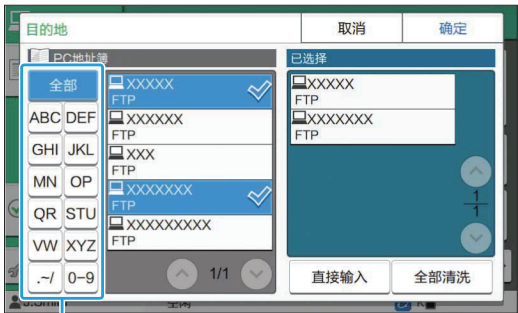 目的地
取消
确定
PC地址簿
已选择
全部
ABC DEF
GHI JKL
MN OP
QR STU
VW XYZ
.~/ 0-9
XXXXX
FTP
XXXXXX
FTP
XXX
FTP
XXXXXXX
FTP
XXXXXXXXX
FTP
1/1
XXXXX
FTP
XXXXXXX
FTP
1
1
直接输入
全部清洗